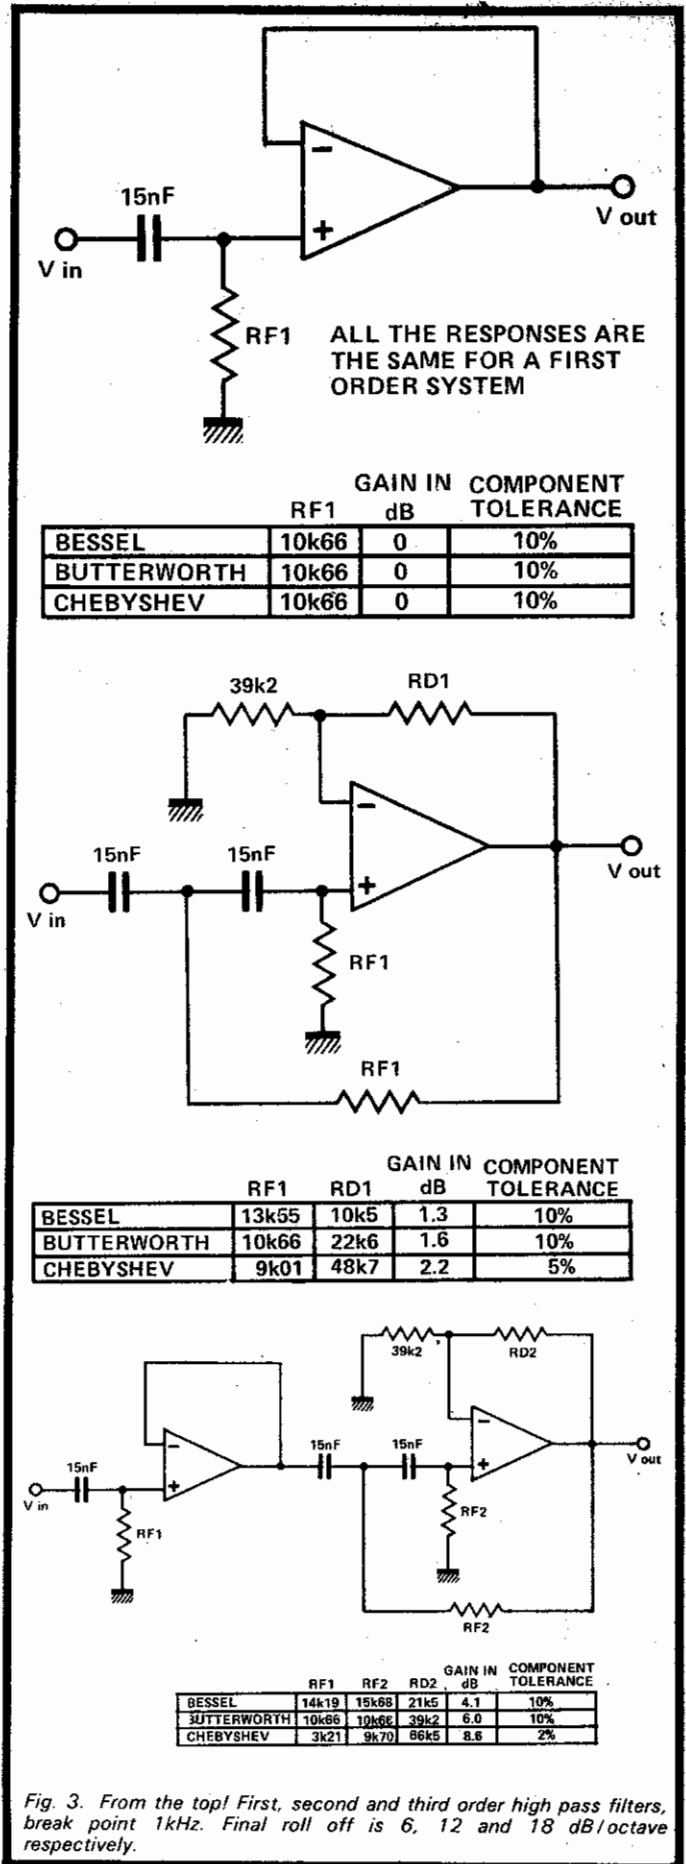 15nF
−
+
V in
V out
RF1
ALL THE RESPONSES ARE
THE SAME FOR A FIRST
ORDER SYSTEM
RF1 GAIN IN dB COMPONENT TOLERANCE
BESSEL 10k66 0 10%
BUTTERWORTH 10k66 0 10%
CHEBYSHEV 10k66 0 10%
39k2 RD1
−
15nF 15nF
+
V in
V out
RF1
RF1
RF1 RD1 GAIN IN dB COMPONENT TOLERANCE
BESSEL 13k55 10k5 1.3 10%
BUTTERWORTH 10k66 22k6 1.6 10%
CHEBYSHEV 9k01 48k7 2.2 5%
39k2 RD2
−
−
15nF 15nF 15nF
+
+
V in
V out
RF1
RF2
RF2
RF1 RF2 RD2 GAIN IN dB COMPONENT TOLERANCE
BESSEL 14k19 15k68 21k5 4.1 10%
BUTTERWORTH 10k66 10k66 39k2 6.0 10%
CHEBYSHEV 3k21 9k70 66k5 8.6 2%
Fig. 3. From the top! First, second and third order high pass filters,
break point 1kHz. Final roll off is 6, 12 and 18 dB/octave
respectively.